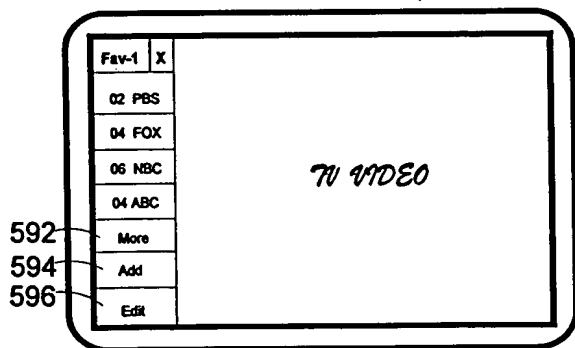 Fav-1 X
02 PBS
04 FOX
06 NBC
04 ABC
More
Add
Edit
TV VIDEO
592
594
596